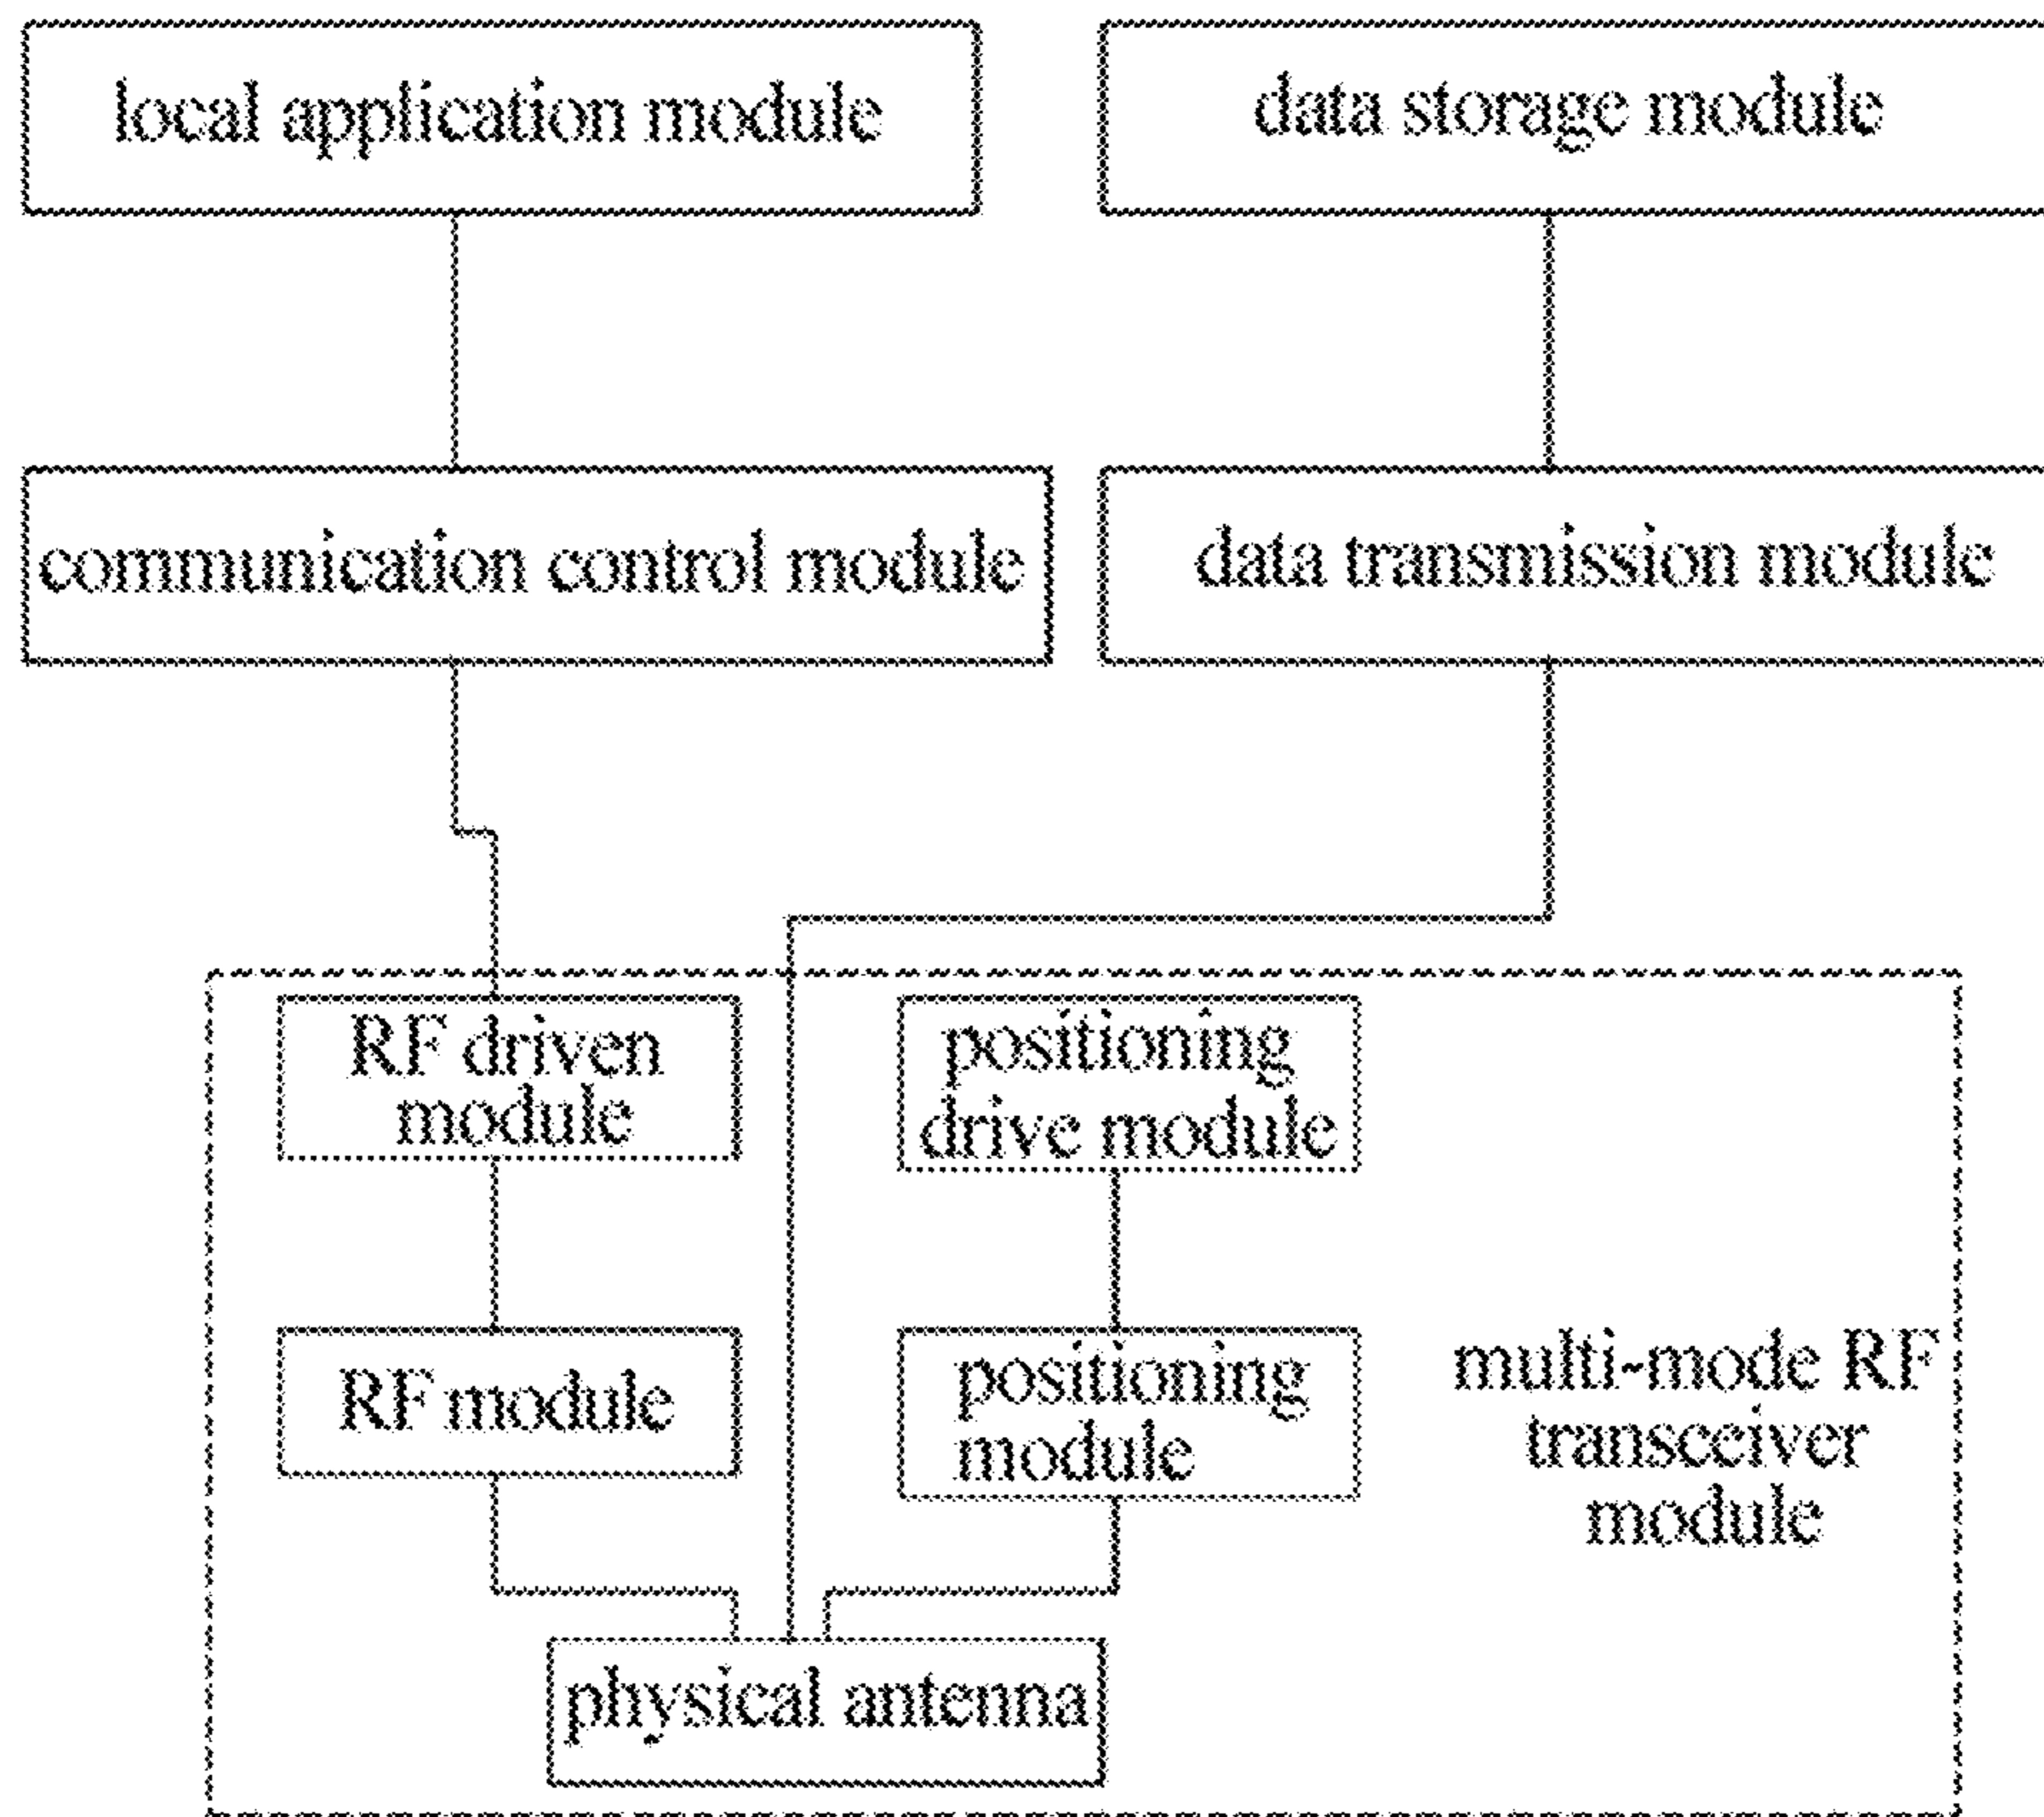 local application module
data storage module
communication control module
data transmission module
RF driven
module
positioning
drive module
RF module
positioning
module
multi-mode RF
transceiver
module
physical antenna